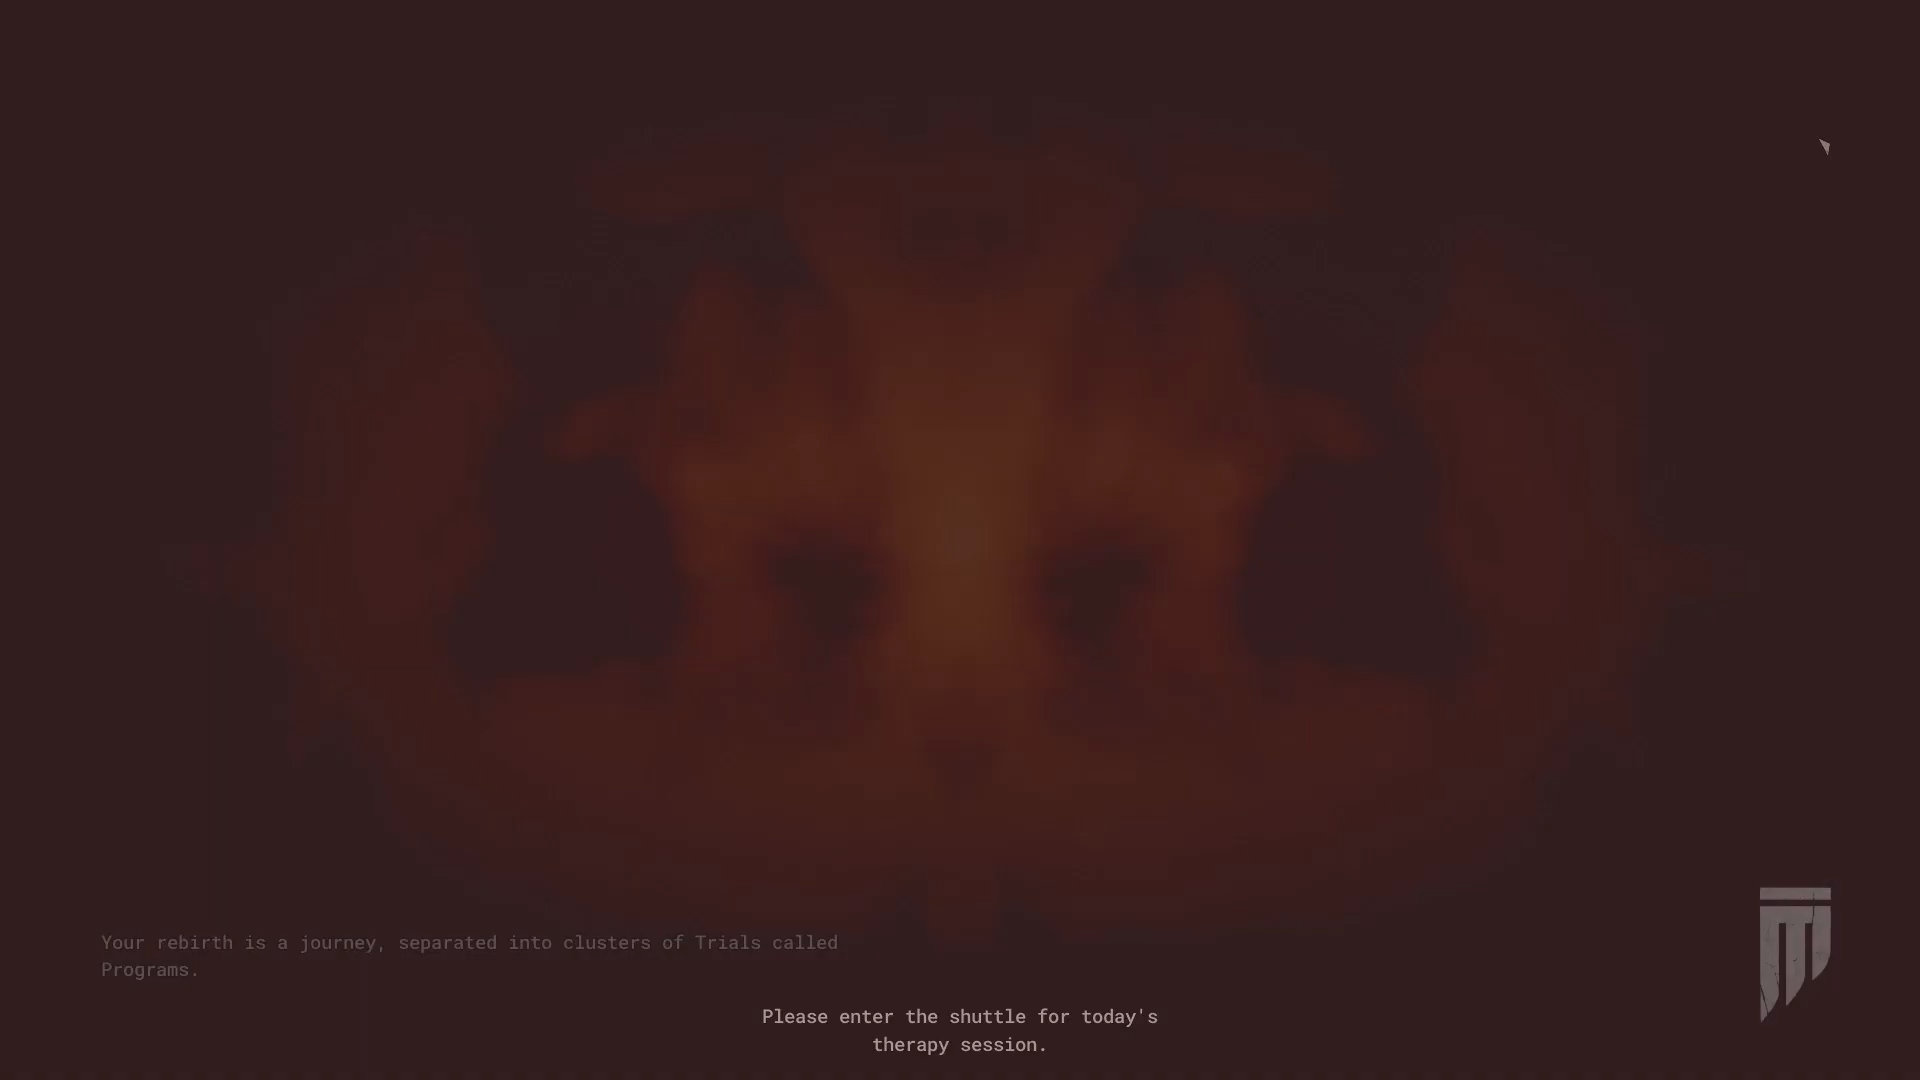 Your rebirth is a journey, separated into clusters of Trials called
Programs.
Please enter the shuttle for today's
therapy session.